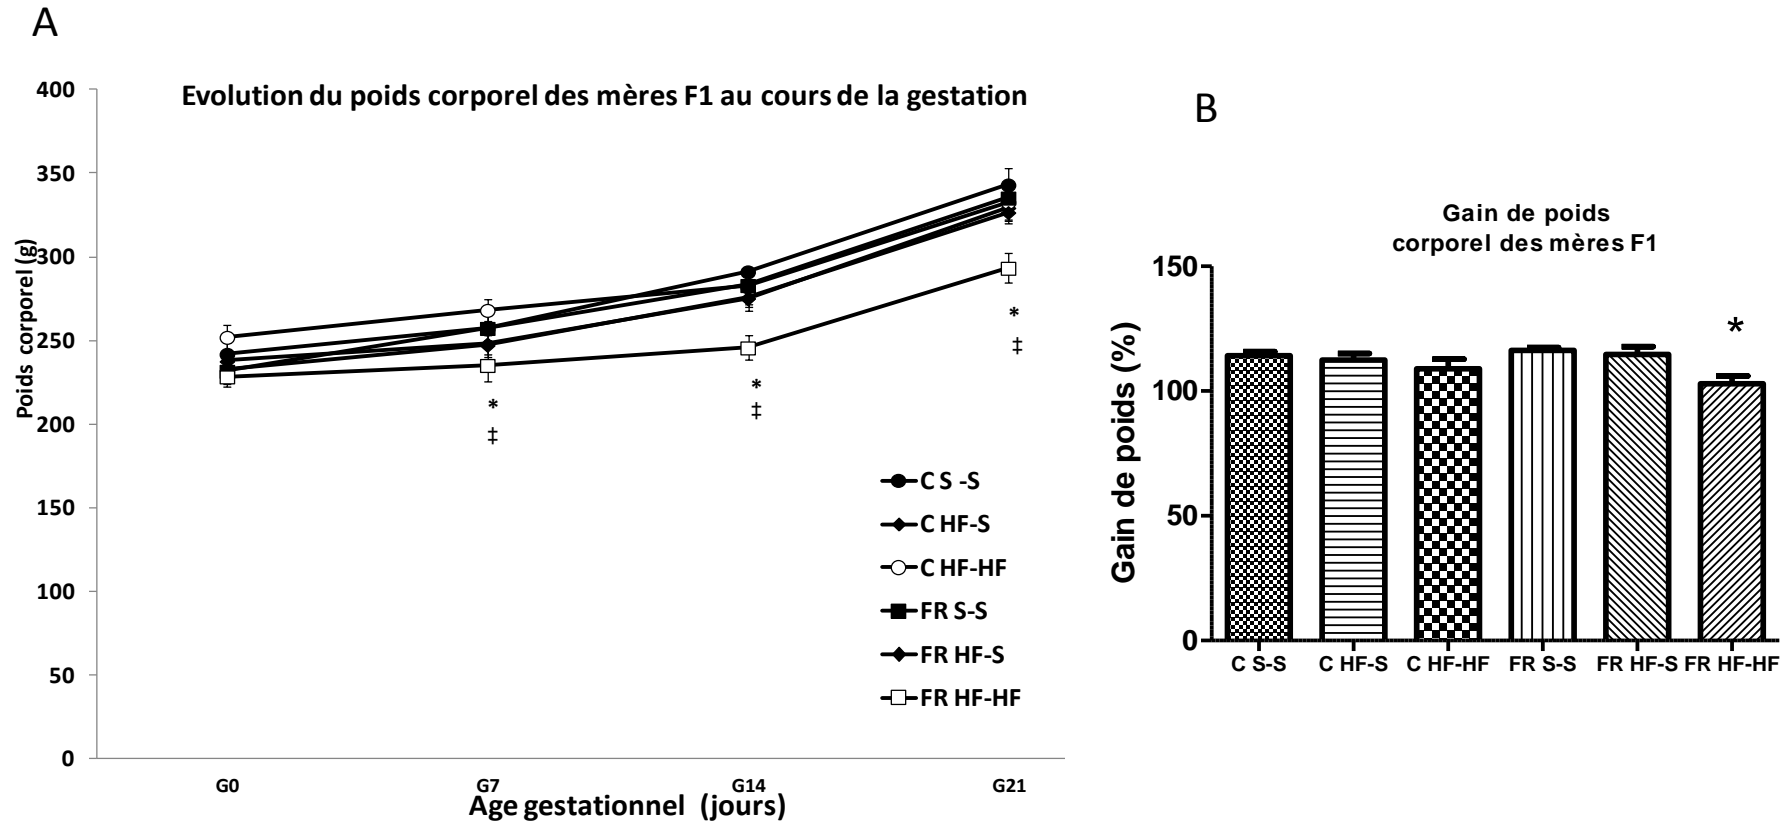 A
Evolution du poids corporel des mères F1 au cours de la gestation
Poids corporel (g)
400
350
300
250
200
150
100
50
0
*
‡
*
‡
*
‡
C S -S
C HF-S
C HF-HF
FR S-S
FR HF-S
FR HF-HF
G0 G7 G14 G21
Age gestationnel (jours)
B
Gain de poids
corporel des mères F1
Gain de poids (%)
150
100
50
0
*
C S-S C HF-S C HF-HF FR S-S FR HF-S FR HF-HF